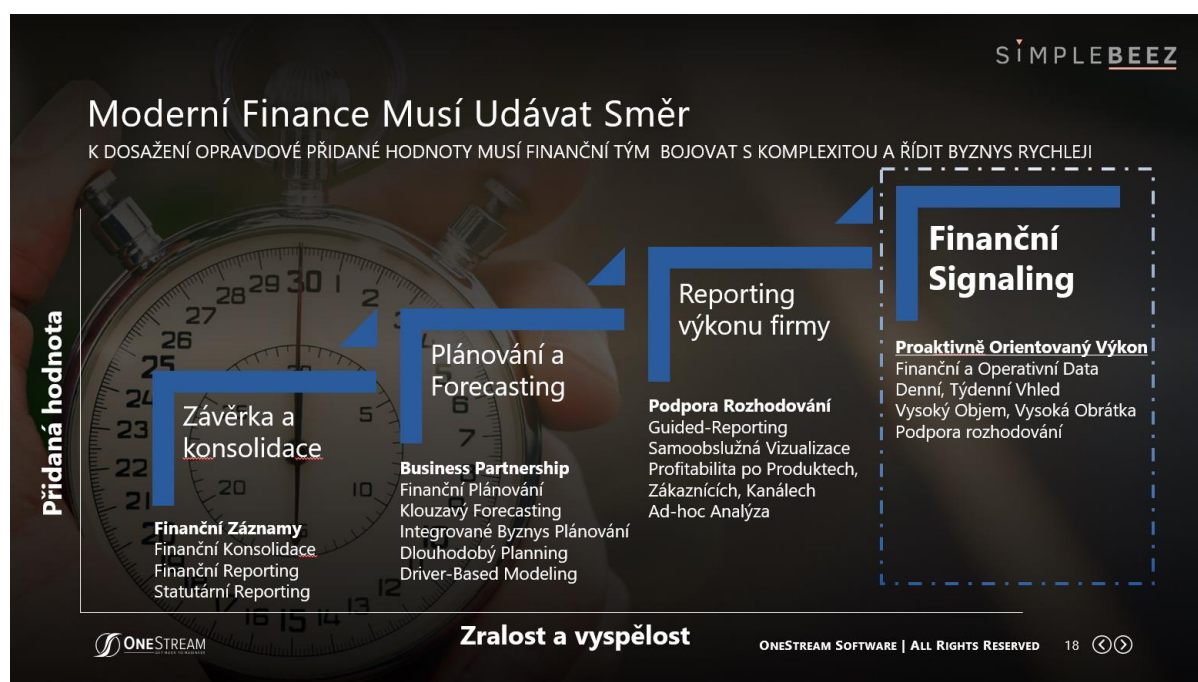 SIMPLEBEEZ
Moderní Finance Musí Udávat Směr
K DOSAŽENÍ OPRAVDOVÉ PŘIDANÉ HODNOTY MUSÍ FINANČNÍ TÝM BOJOVAT S KOMPLEXITOU A ŘÍDIT BYZNYS RYCHLEJI
Přidaná hodnota
Závěrka a
konsolidace
Finanční Záznamy
Finanční Konsolidace
Finanční Reporting
Statutární Reporting
Plánování a
Forecasting
Business Partnership
Finanční Plánování
Klouzavý Forecasting
Integrované Byznys Plánování
Dlouhodobý Planning
Driver-Based Modeling
Reporting
výkonu firmy
Podpora Rozhodování
Guided-Reporting
Samoobslužná Vizualizace
Profitabilita po Produktech,
Zákaznících, Kanálech
Ad-hoc Analýza
Finanční
Signaling
Proaktivně Orientovaný Výkon
Finanční a Operativní Data
Denní, Týdenní Vhled
Vysoký Objem, Vysoká Obrátka
Podpora rozhodování
Zralost a vyspělost
ONESTREAM
ONESTREAM SOFTWARE | ALL RIGHTS RESERVED
18